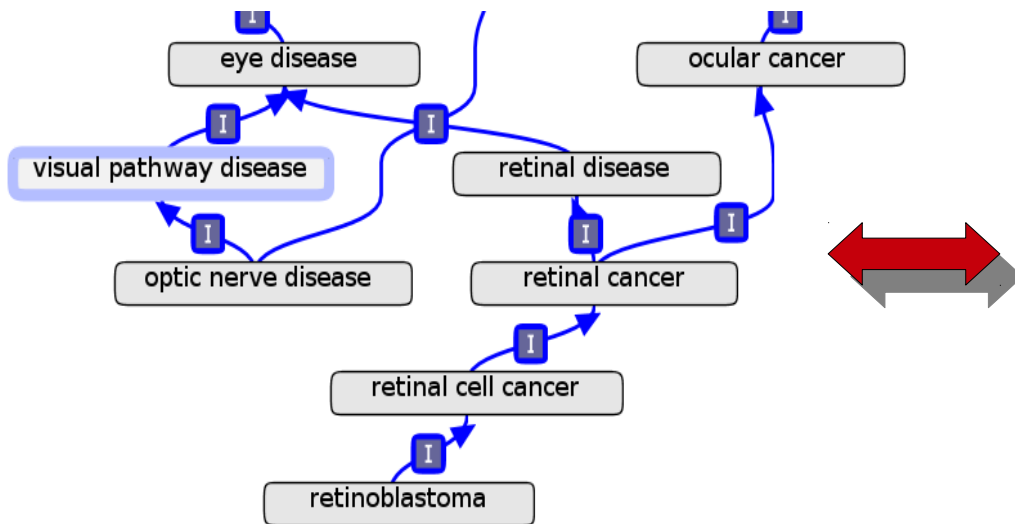 I
I
eye disease
ocular cancer
I
I
visual pathway disease
retinal disease
I
I
I
optic nerve disease
retinal cancer
I
retinal cell cancer
I
retinoblastoma